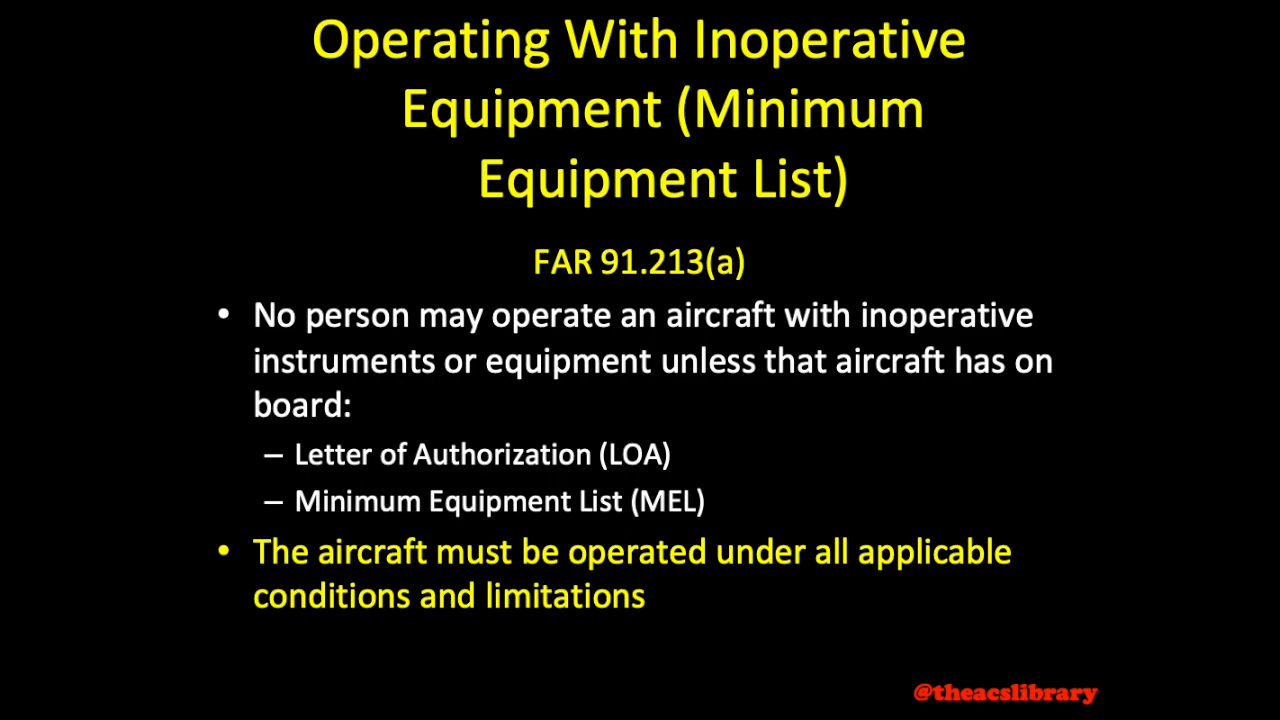 Operating With Inoperative
Equipment (Minimum
Equipment List)
FAR 91.213(a)
• No person may operate an aircraft with inoperative
instruments or equipment unless that aircraft has on
board:
– Letter of Authorization (LOA)
– Minimum Equipment List (MEL)
• The aircraft must be operated under all applicable
conditions and limitations
@theacslibrary